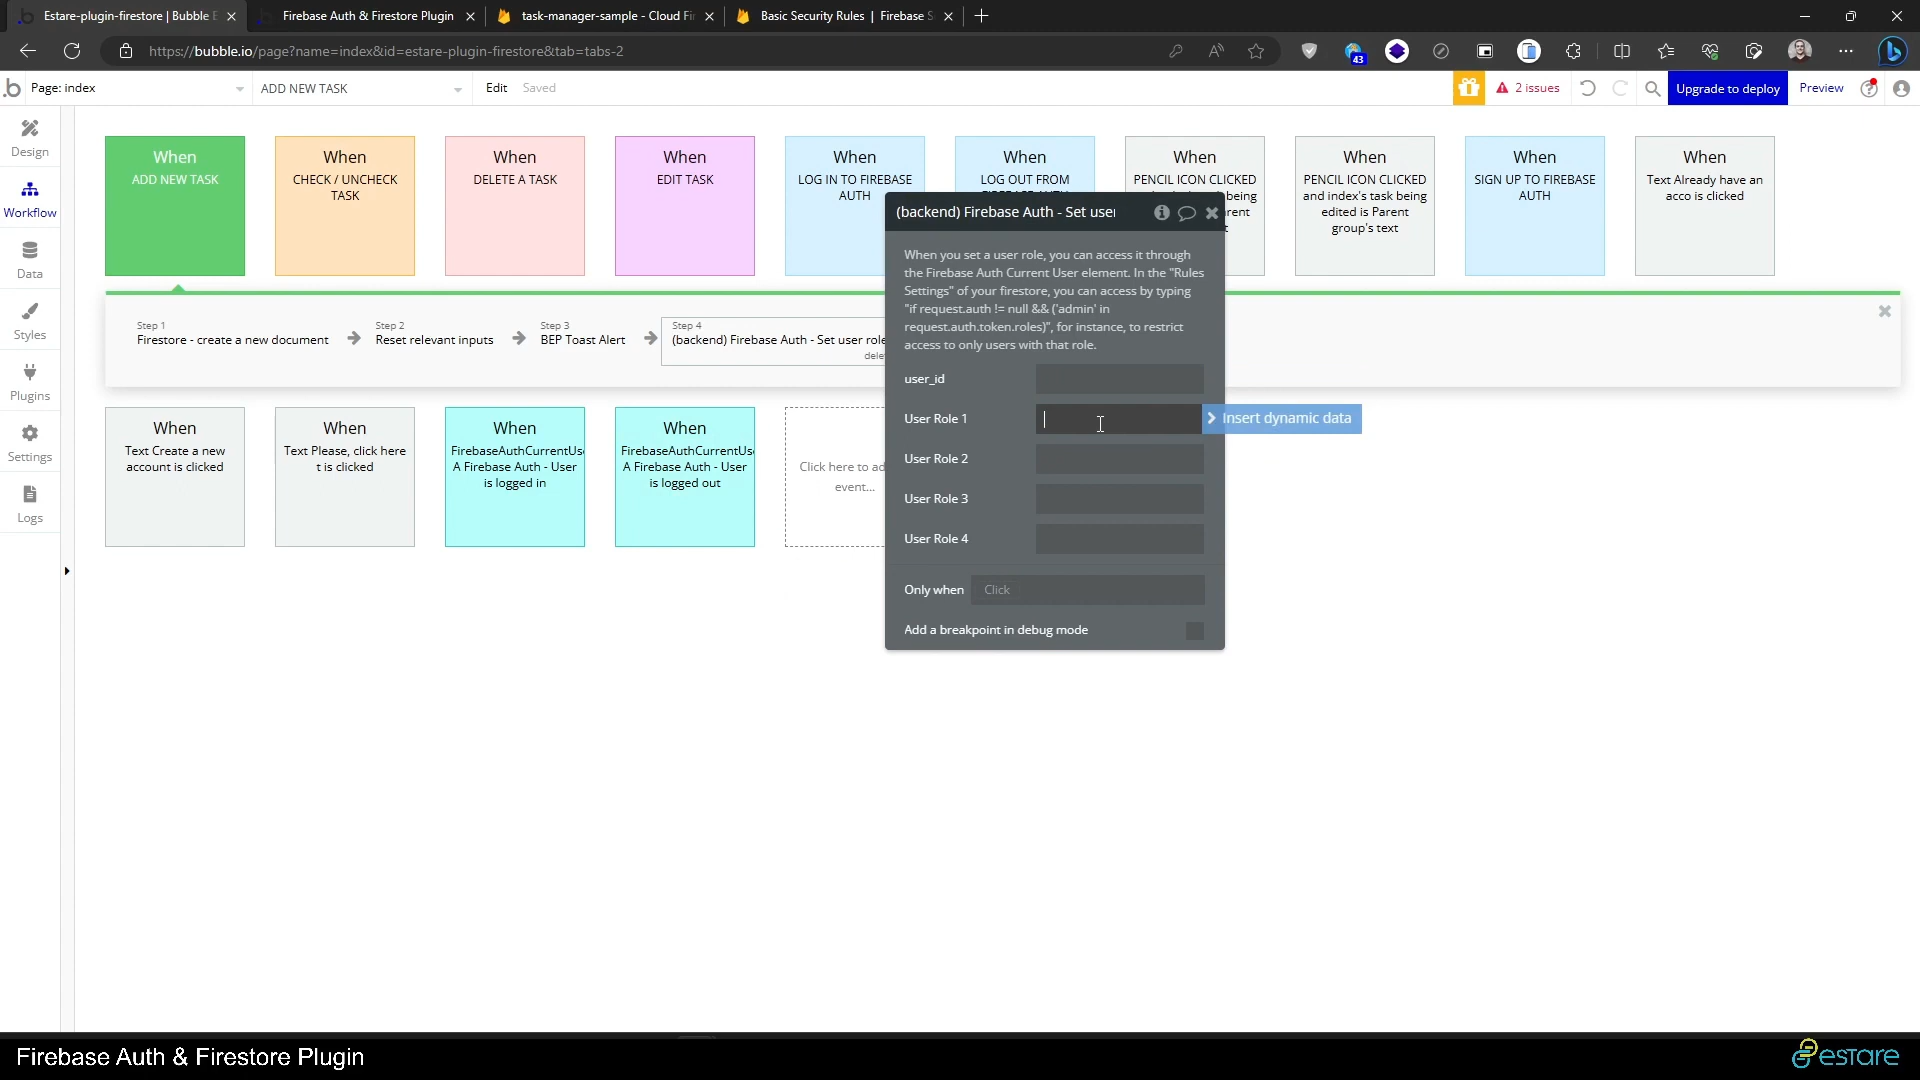 Estare-plugin-firestore | Bubble E
Firebase Auth & Firestore Plugin
task-manager-sample - Cloud Fir
Basic Security Rules | Firebase S
https://bubble.io/page?name=index&id=estare-plugin-firestore&tab=tabs-2
43
Page: index
ADD NEW TASK
Edit
Saved
2 issues
Upgrade to deploy
Preview
Design
Workflow
Data
Styles
Plugins
Settings
Logs
When
ADD NEW TASK
When
CHECK / UNCHECK
TASK
When
DELETE A TASK
When
EDIT TASK
When
LOG IN TO FIREBASE
AUTH
When
LOG OUT FROM
When
PENCIL ICON CLICKED
When
PENCIL ICON CLICKED
and index's task being
edited is Parent
group's text
When
SIGN UP TO FIREBASE
AUTH
When
Text Already have an
acco is clicked
Step 1
Firestore - create a new document
Step 2
Reset relevant inputs
Step 3
BEP Toast Alert
Step 4
(backend) Firebase Auth - Set user role
dele
When
Text Create a new
account is clicked
When
Text Please, click here
t is clicked
When
FirebaseAuthCurrentUse
A Firebase Auth - User
is logged in
When
FirebaseAuthCurrentUse
A Firebase Auth - User
is logged out
Click here to ad
event...
(backend) Firebase Auth - Set user
When you set a user role, you can access it through
the Firebase Auth Current User element. In the "Rules
Settings" of your firestore, you can access by typing
"if request.auth != null && ('admin' in
request.auth.token.roles)", for instance, to restrict
access to only users with that role.
user_id
User Role 1
Insert dynamic data
User Role 2
User Role 3
User Role 4
Only when
Click
Add a breakpoint in debug mode
Firebase Auth & Firestore Plugin
estare